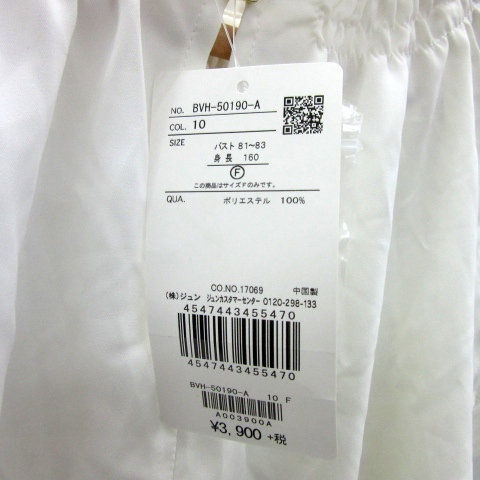 NO. BVH-50190-A
COL. 10
SIZE バスト 81~83
身長 160
F
この商品はサイズFのみです。
QUA. ポリエステル 100%
CO.NO.17069 中国製
(株)ジュン ジュンカスタマーセンター 0120-298-133
4547443455470
4547443455470
BVH-50190-A 10 F
A003900A
¥3,900 +税